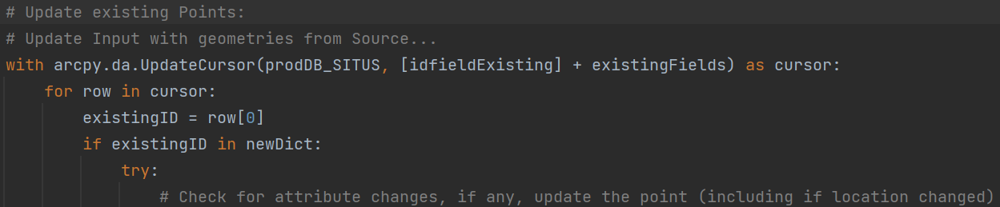 # Update existing Points:
# Update Input with geometries from Source...
with arcpy.da.UpdateCursor(prodDB_SITUS, [idfieldExisting] + existingFields) as cursor:
    for row in cursor:
        existingID = row[0]
        if existingID in newDict:
            try:
                # Check for attribute changes, if any, update the point (including if location changed)